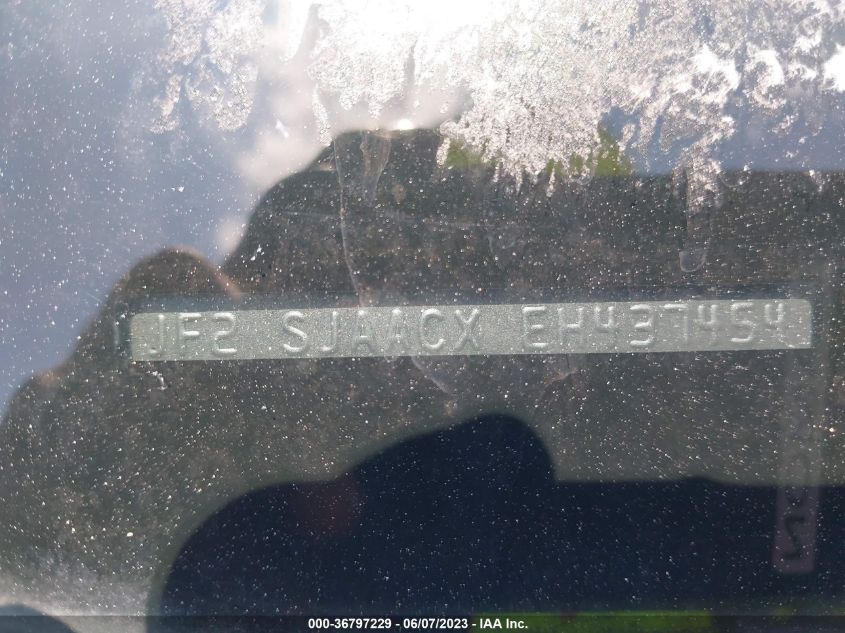 JF2 SJAACX EH437454
000-36797229 - 06/07/2023 - IAA Inc.